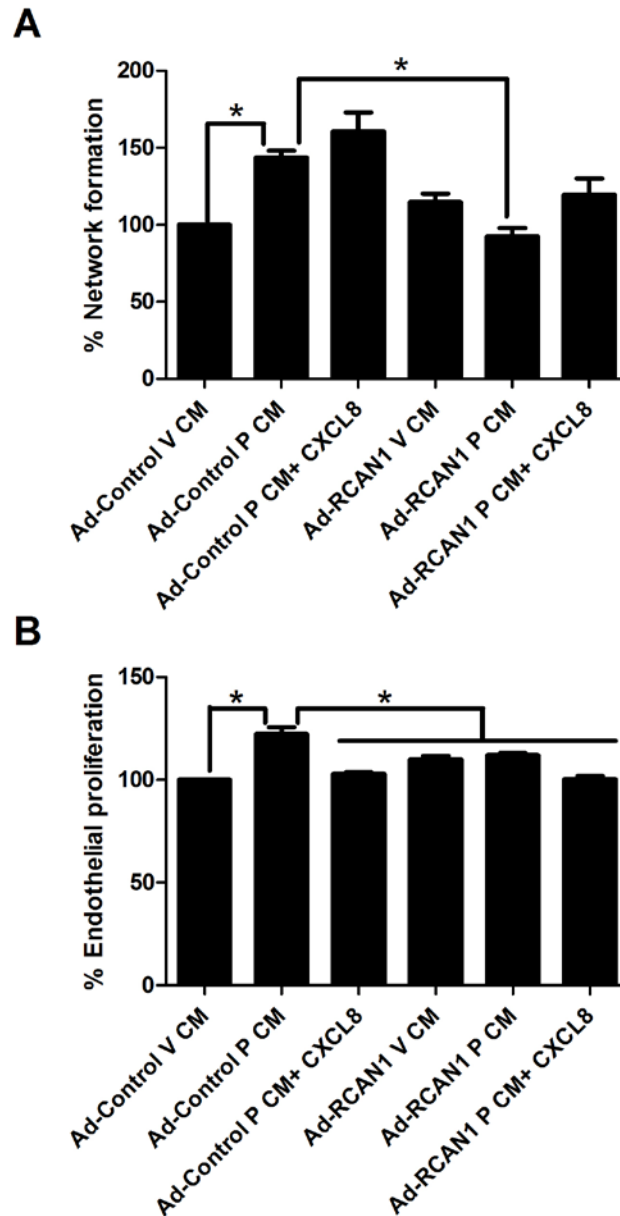 A
% Network formation
200
150
100
50
0
*
*
Ad-Control V CM
Ad-Control P CM
Ad-Control P CM+ CXCL8
Ad-RCAN1 V CM
Ad-RCAN1 P CM
Ad-RCAN1 P CM+ CXCL8
B
% Endothelial proliferation
150
100
50
0
*
*
Ad-Control V CM
Ad-Control P CM
Ad-Control P CM+ CXCL8
Ad-RCAN1 V CM
Ad-RCAN1 P CM
Ad-RCAN1 P CM+ CXCL8